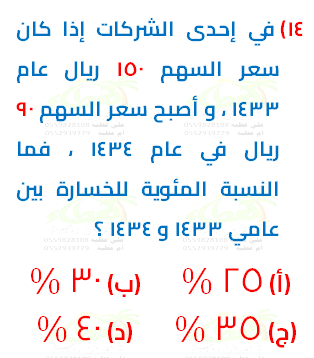 ١٤) في إحدى الشركات إذا كان
سعر السهم ١٥٠ ريال عام
١٤٣٣ ، و أصبح سعر السهم ٩٠
ريال في عام ١٤٣٤ ، فما
النسبة المئوية للخسارة بين
عامي ١٤٣٣ و ١٤٣٤ ؟
(أ) ٢٥ % (ب) ٣٠ %
(ج) ٣٥ % (د) ٤٠ %